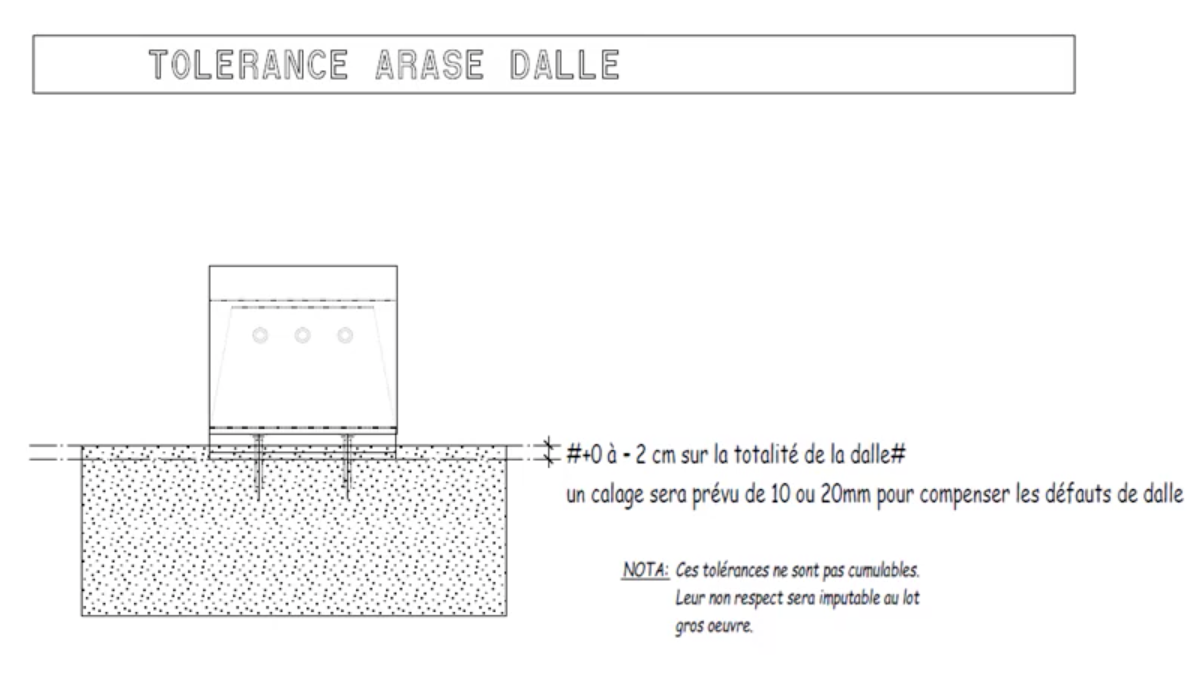 TOLERANCE ARASE DALLE
#+0 à - 2 cm sur la totalité de la dalle#
un calage sera prévu de 10 ou 20mm pour compenser les défauts de dalle
NOTA: Ces tolérances ne sont pas cumulables.
Leur non respect sera imputable au lot
gros oeuvre.